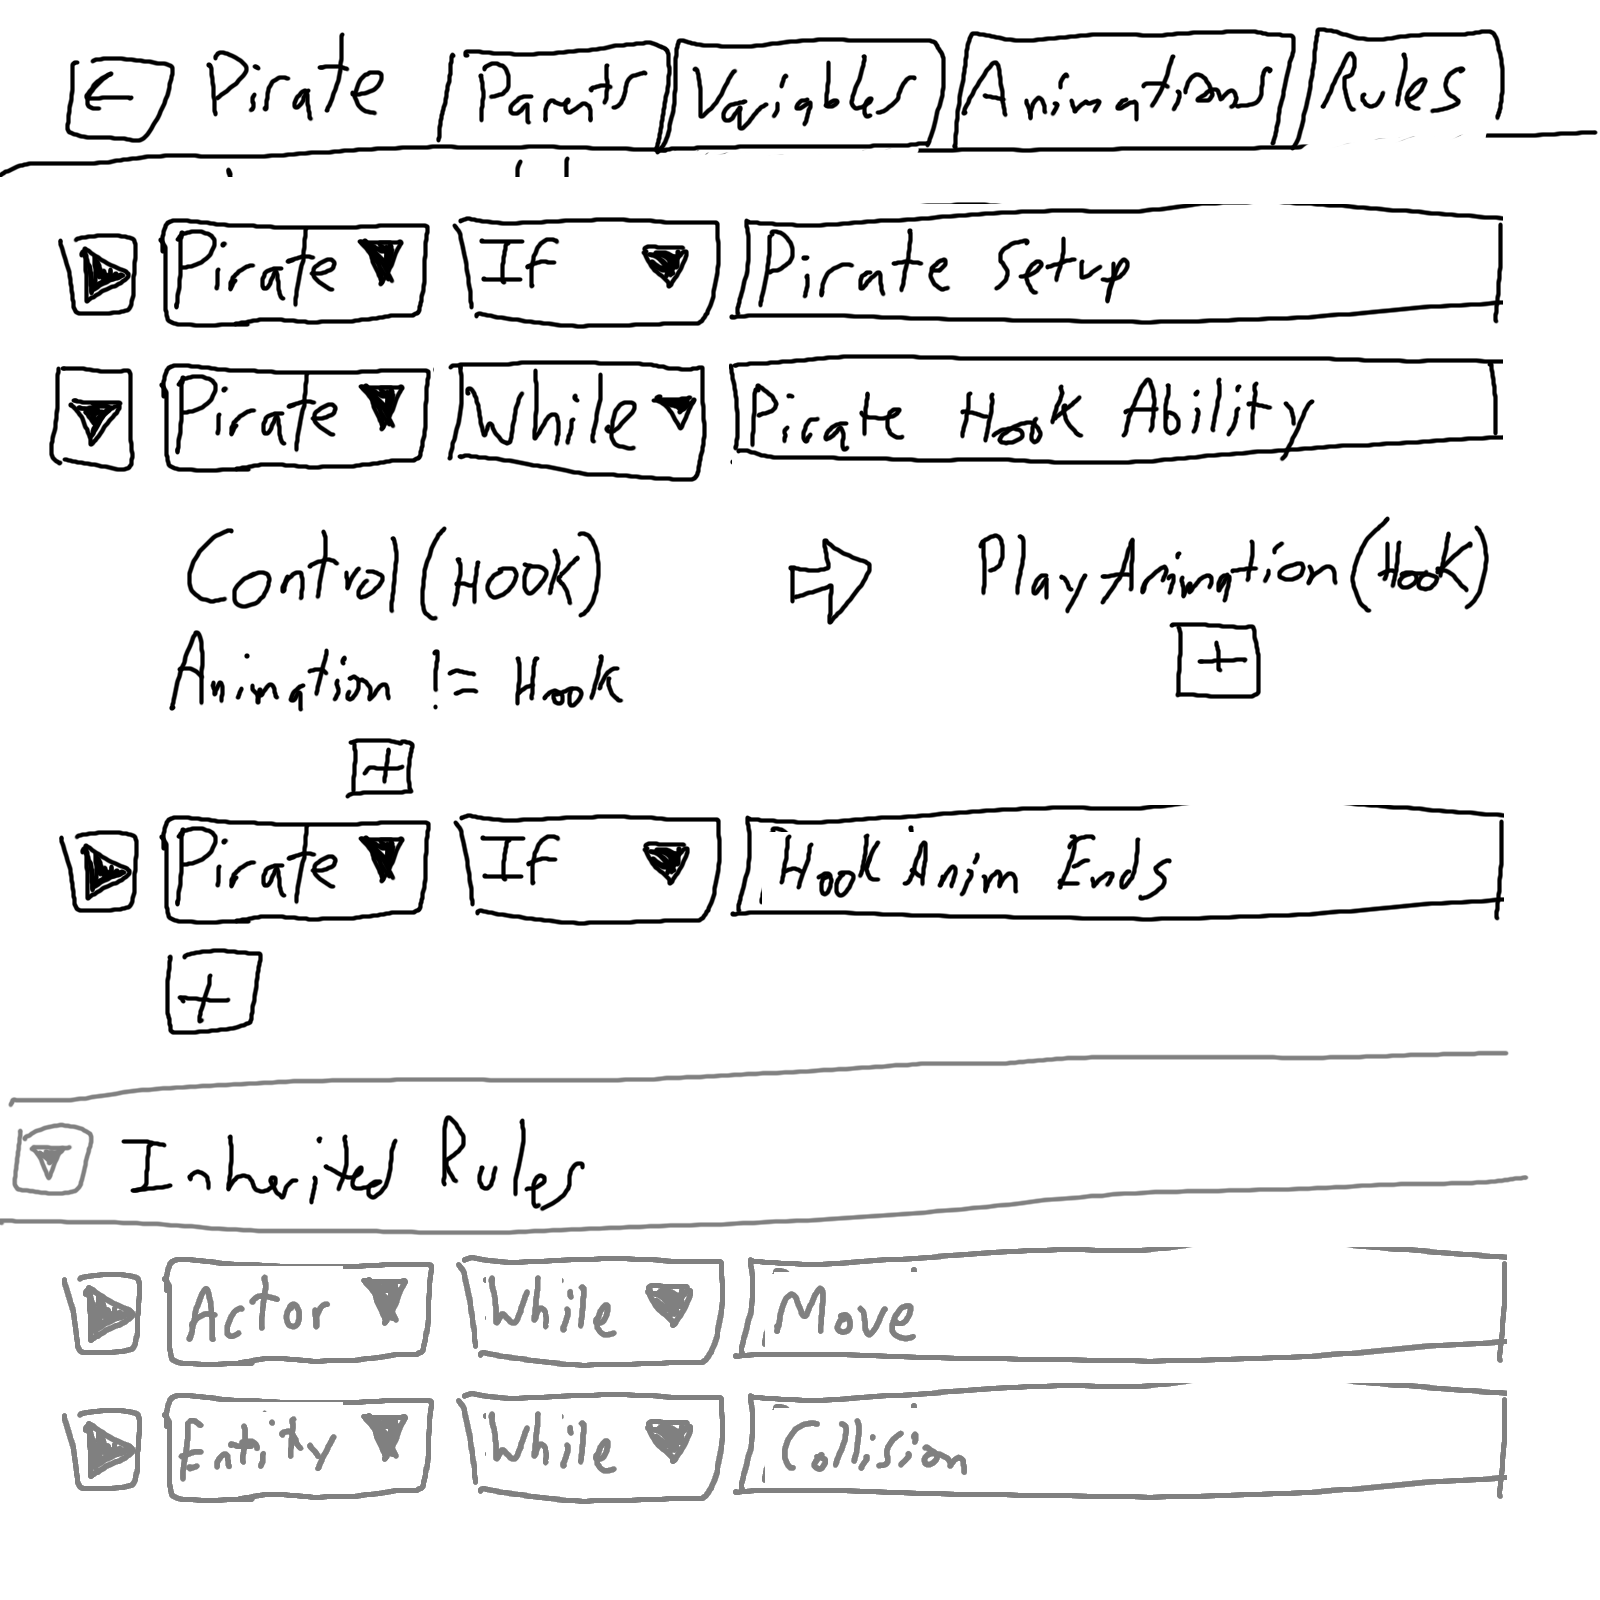 ← Pirate Parents Variables Animations Rules
Pirate If Pirate Setup
Pirate While Pirate Hook Ability
Control(HOOK) PlayAnimation(Hook)
+
Animation != Hook
+
Pirate If Hook Anim Ends
+
Inherited Rules
Actor While Move
Entity While Collision